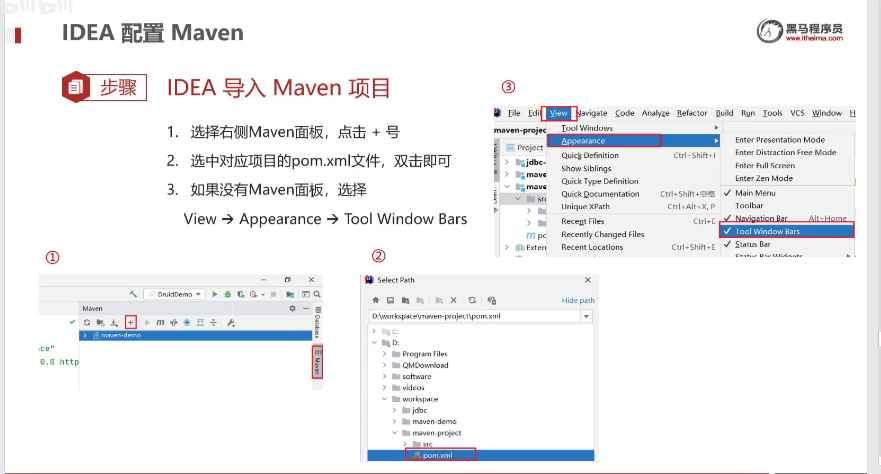 IDEA 配置 Maven
黑马程序员
www.itheima.com
步骤
IDEA 导入 Maven 项目
1. 选择右侧Maven面板，点击 + 号
2. 选中对应项目的pom.xml文件，双击即可
3. 如果没有Maven面板，选择
View → Appearance → Tool Window Bars
①
DruidDemo
Maven
maven-demo
Database
Maven
0.0 http
②
Select Path
Hide path
D:\workspace\maven-project\pom.xml
C:
D:
Program Files
QMDownload
software
videos
workspace
jdbc
maven-demo
maven-project
src
pom.xml
③
File Edit View Navigate Code Analyze Refactor Build Run Tools VCS Window H
maven-projec
Project
jdbc-
mave
mave
src
po
Exter
Tool Windows
Appearance
Quick Definition Ctrl+Shift+I
Show Siblings
Quick Type Definition
Quick Documentation Ctrl+Shift+空格
Unique XPath Ctrl+Alt+X, P
Recent Files Ctrl+E
Recently Changed Files
Recent Locations Ctrl+Shift+E
Enter Presentation Mode
Enter Distraction Free Mode
Enter Full Screen
Enter Zen Mode
Main Menu
Toolbar
Navigation Bar Alt+Home
Tool Window Bars
Status Bar
Status Bar Widgets